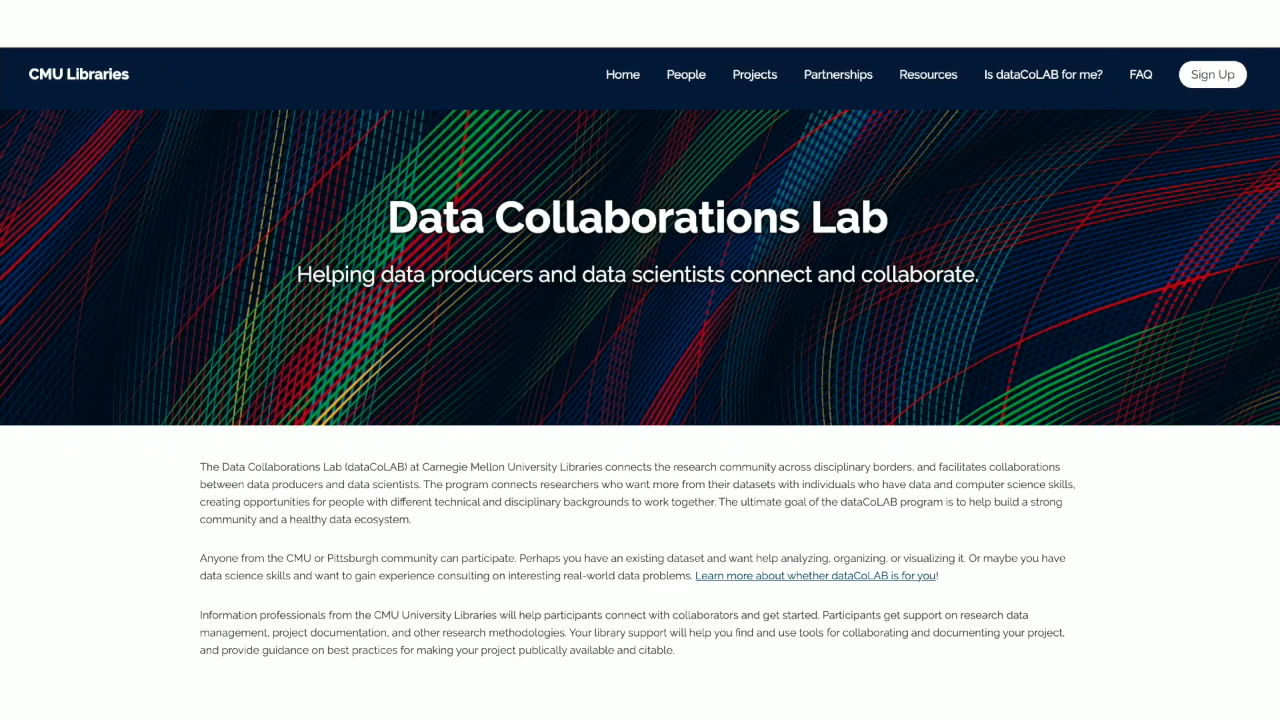 CMU Libraries
Home
People
Projects
Partnerships
Resources
Is dataCoLAB for me?
FAQ
Sign Up
Data Collaborations Lab
Helping data producers and data scientists connect and collaborate.
The Data Collaborations Lab (dataCoLAB) at Carnegie Mellon University Libraries connects the research community across disciplinary borders, and facilitates collaborations
between data producers and data scientists. The program connects researchers who want more from their datasets with individuals who have data and computer science skills,
creating opportunities for people with different technical and disciplinary backgrounds to work together. The ultimate goal of the dataCoLAB program is to help build a strong
community and a healthy data ecosystem.
Anyone from the CMU or Pittsburgh community can participate. Perhaps you have an existing dataset and want help analyzing, organizing, or visualizing it. Or maybe you have
data science skills and want to gain experience consulting on interesting real-world data problems. Learn more about whether dataCoLAB is for you!
Information professionals from the CMU University Libraries will help participants connect with collaborators and get started. Participants get support on research data
management, project documentation, and other research methodologies. Your library support will help you find and use tools for collaborating and documenting your project,
and provide guidance on best practices for making your project publically available and citable.